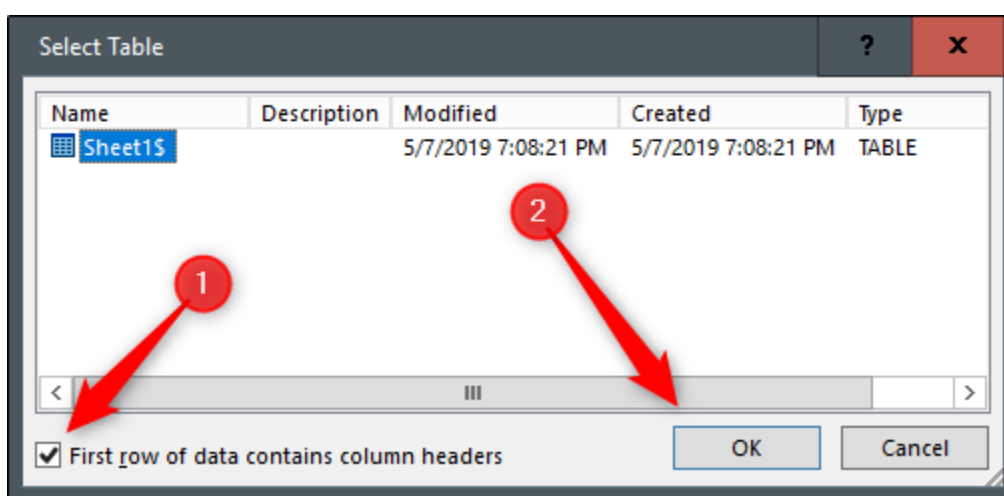 Select Table ? x
Name Description Modified Created Type
Sheet1$ 5/7/2019 7:08:21 PM 5/7/2019 7:08:21 PM TABLE
2
1
First row of data contains column headers OK Cancel